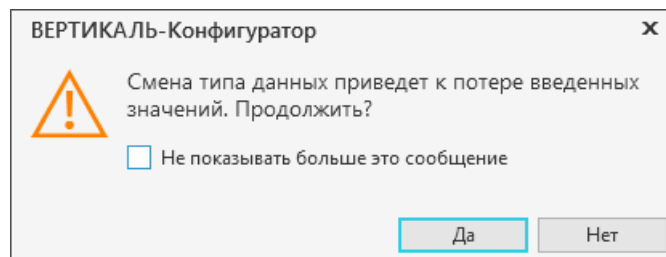 ВЕРТИКАЛЬ-Конфигуратор
Смена типа данных приведет к потере введенных
значений. Продолжить?
Не показывать больше это сообщение
Да
Нет